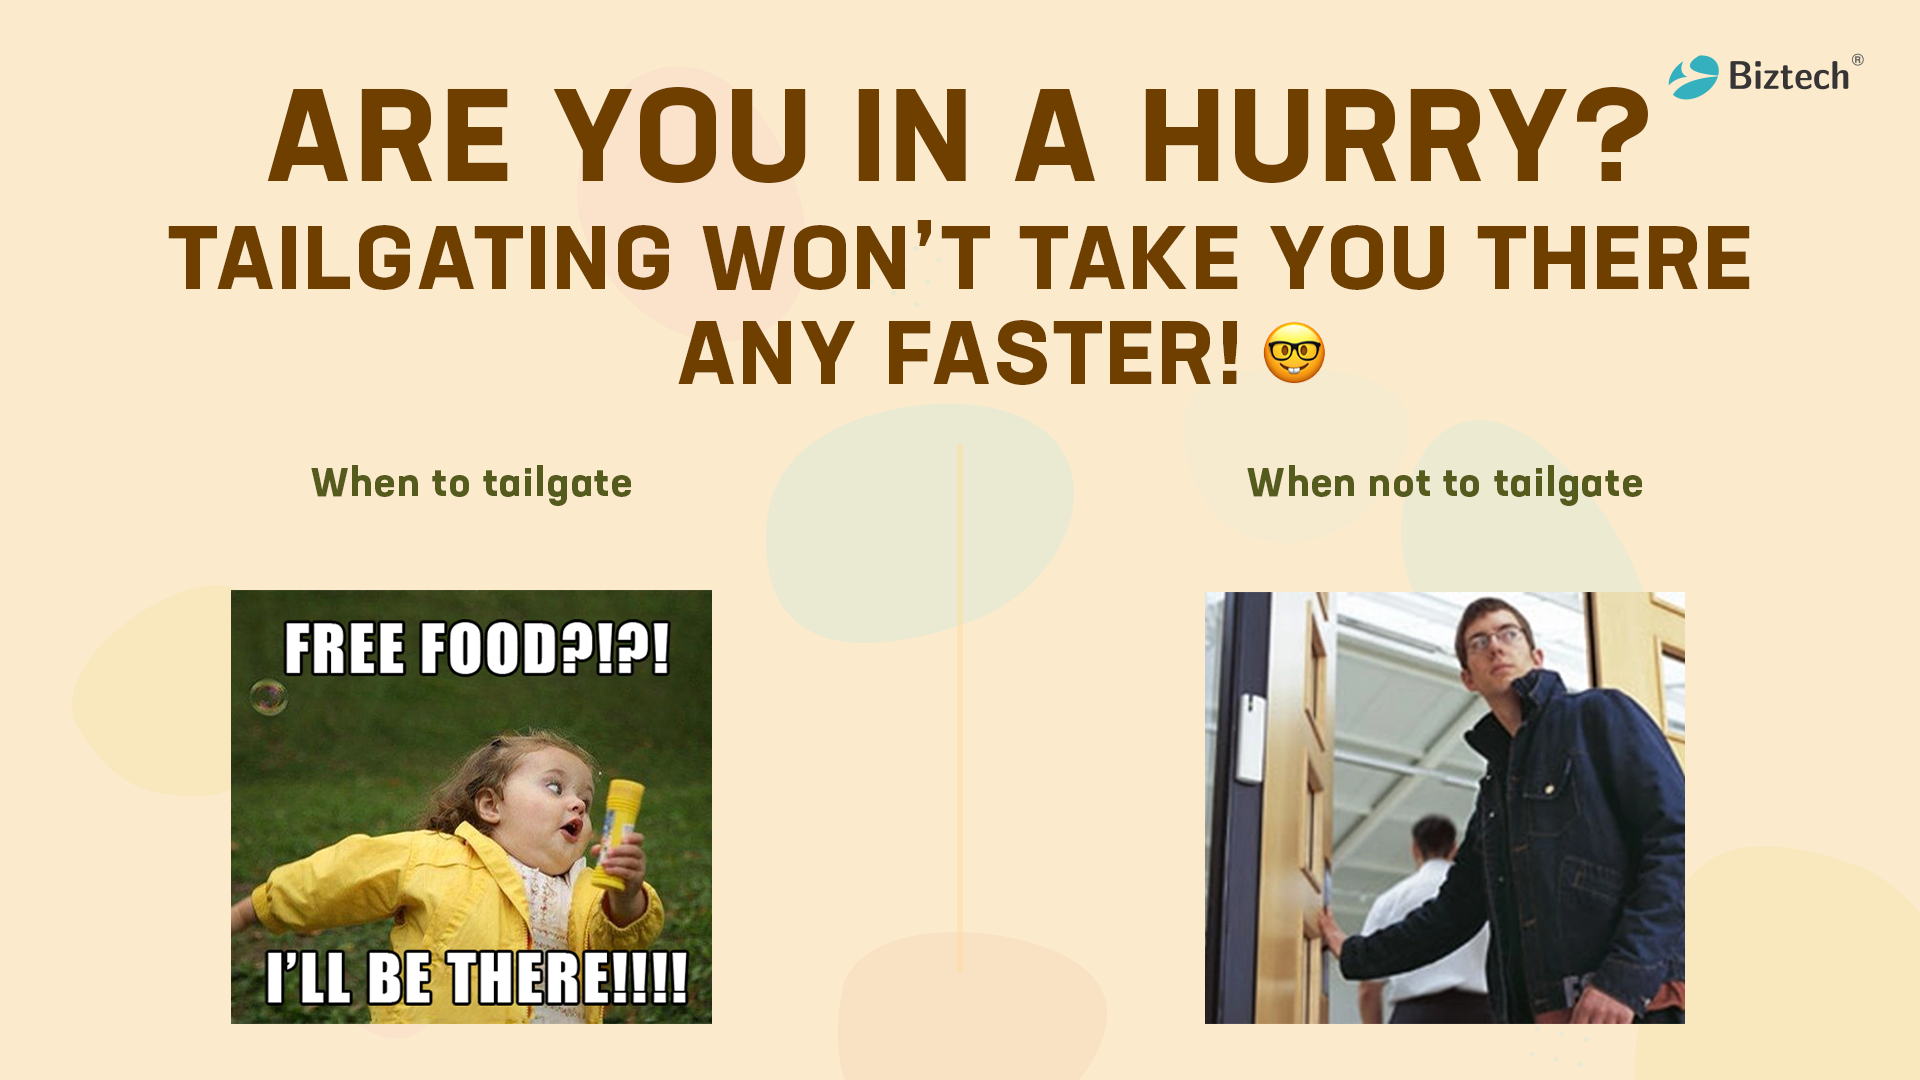 Biztech®
ARE YOU IN A HURRY?
TAILGATING WON’T TAKE YOU THERE
ANY FASTER! 🤓
When to tailgate
When not to tailgate
FREE FOOD?!?!
I’LL BE THERE!!!!